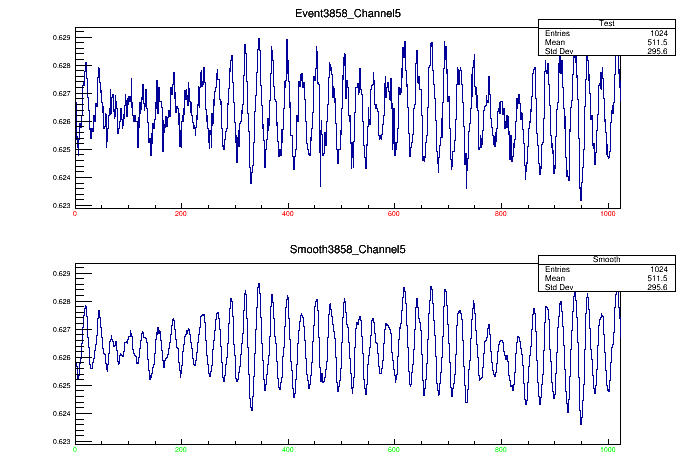 Event3858_Channel5
Test
Entries 1024
Mean 511.5
Std Dev 295.6
0.629
0.628
0.627
0.626
0.625
0.624
0.623
0 200 400 600 800 1000
Smooth3858_Channel5
Smooth
Entries 1024
Mean 511.5
Std Dev 295.6
0.629
0.628
0.627
0.626
0.625
0.624
0.623
0 200 400 600 800 1000